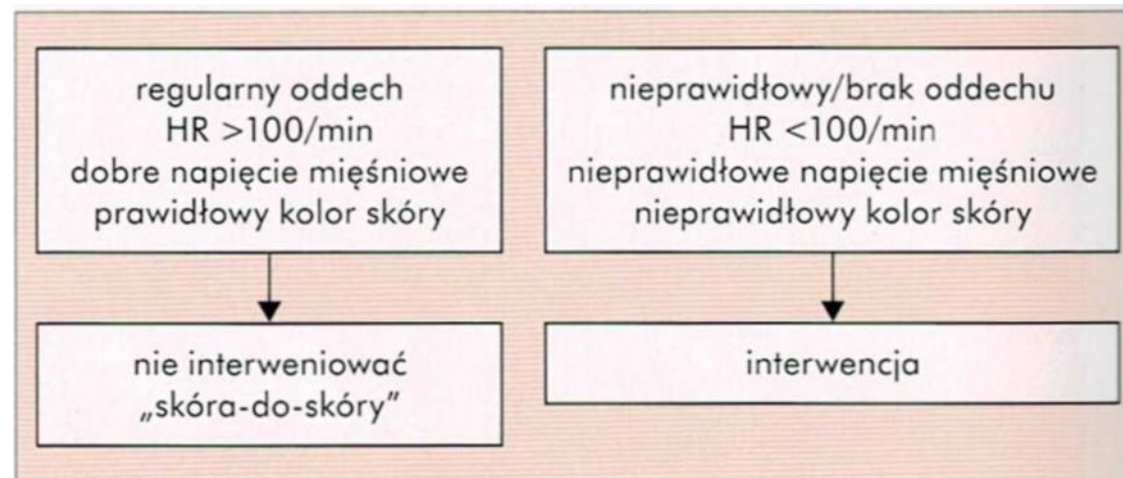 regularny oddech
HR >100/min
dobre napięcie mięśniowe
prawidłowy kolor skóry
nie interweniować
„skóra-do-skóry”
nieprawidłowy/brak oddechu
HR <100/min
nieprawidłowe napięcie mięśniowe
nieprawidłowy kolor skóry
interwencja